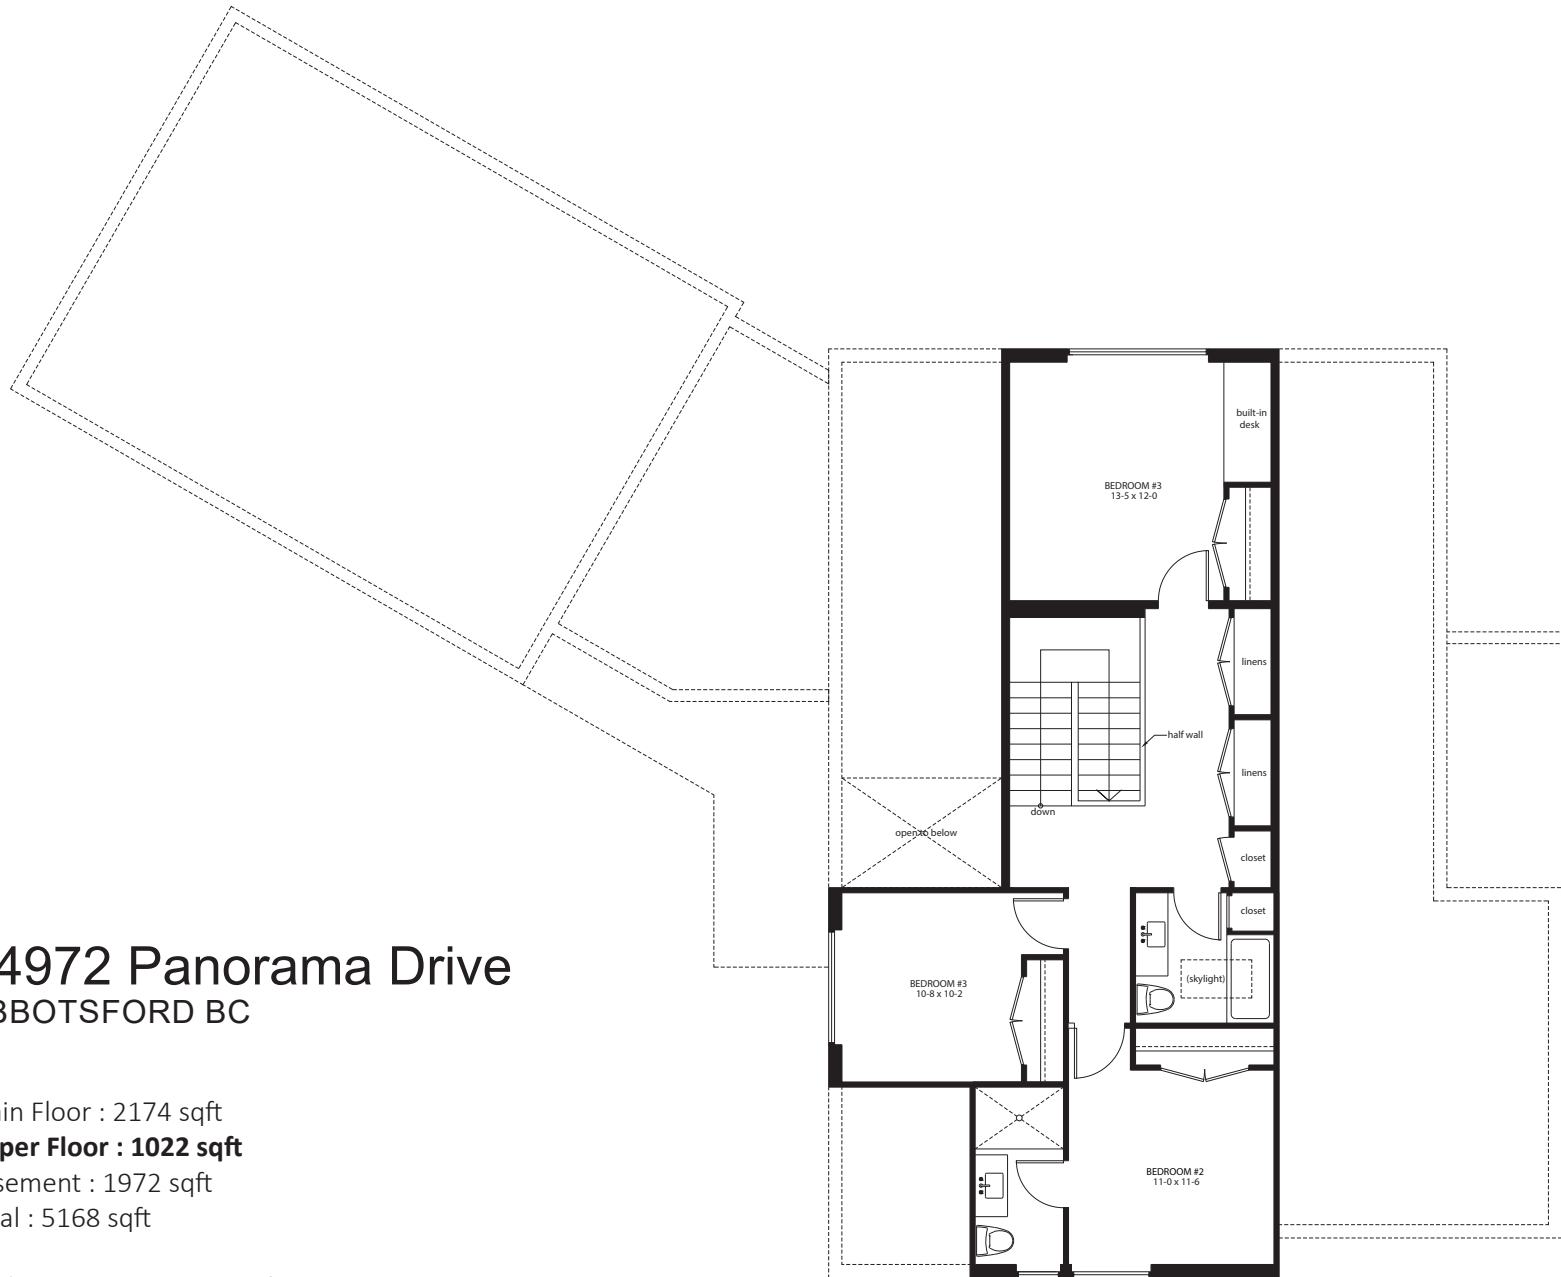 built-in
desk
BEDROOM #3
13-5 x 12-0
linens
half wall
linens
down
open to below
closet
closet
4972 Panorama Drive
BBOTSFORD BC
(skylight)
BEDROOM #3
10-8 x 10-2
in Floor : 2174 sqft
per Floor : 1022 sqft
sement : 1972 sqft
al : 5168 sqft
BEDROOM #2
11-0 x 11-6